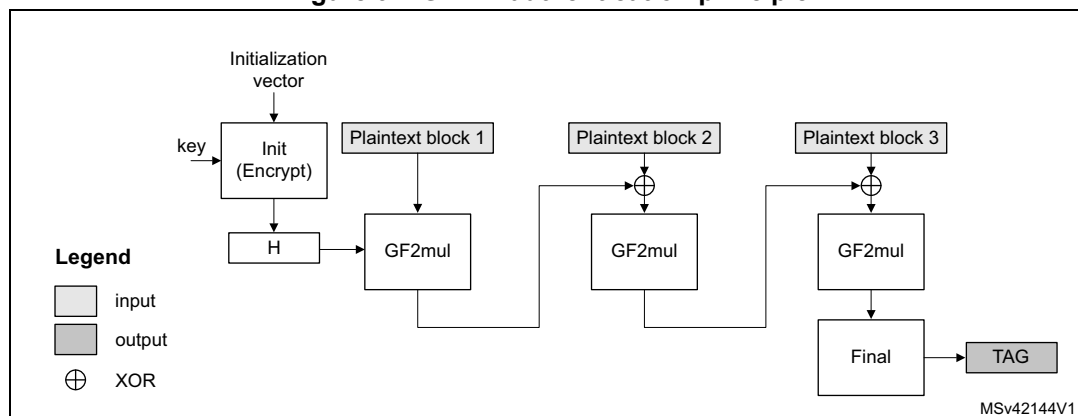 Initialization
vector
key
Init
(Encrypt)
Plaintext block 1
Plaintext block 2
Plaintext block 3
H
GF2mul
GF2mul
GF2mul
Legend
input
output
XOR
Final
TAG
MSv42144V1